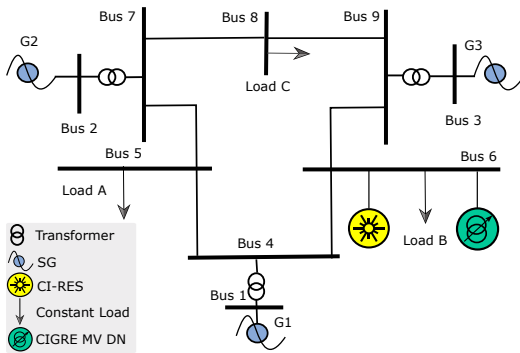 Bus 7
Bus 8
Bus 9
G2
G3
Load C
Bus 2
Bus 3
Bus 5
Bus 6
Load A
Load B
Bus 4
Bus 1
G1
Transformer
SG
CI-RES
Constant Load
CIGRE MV DN